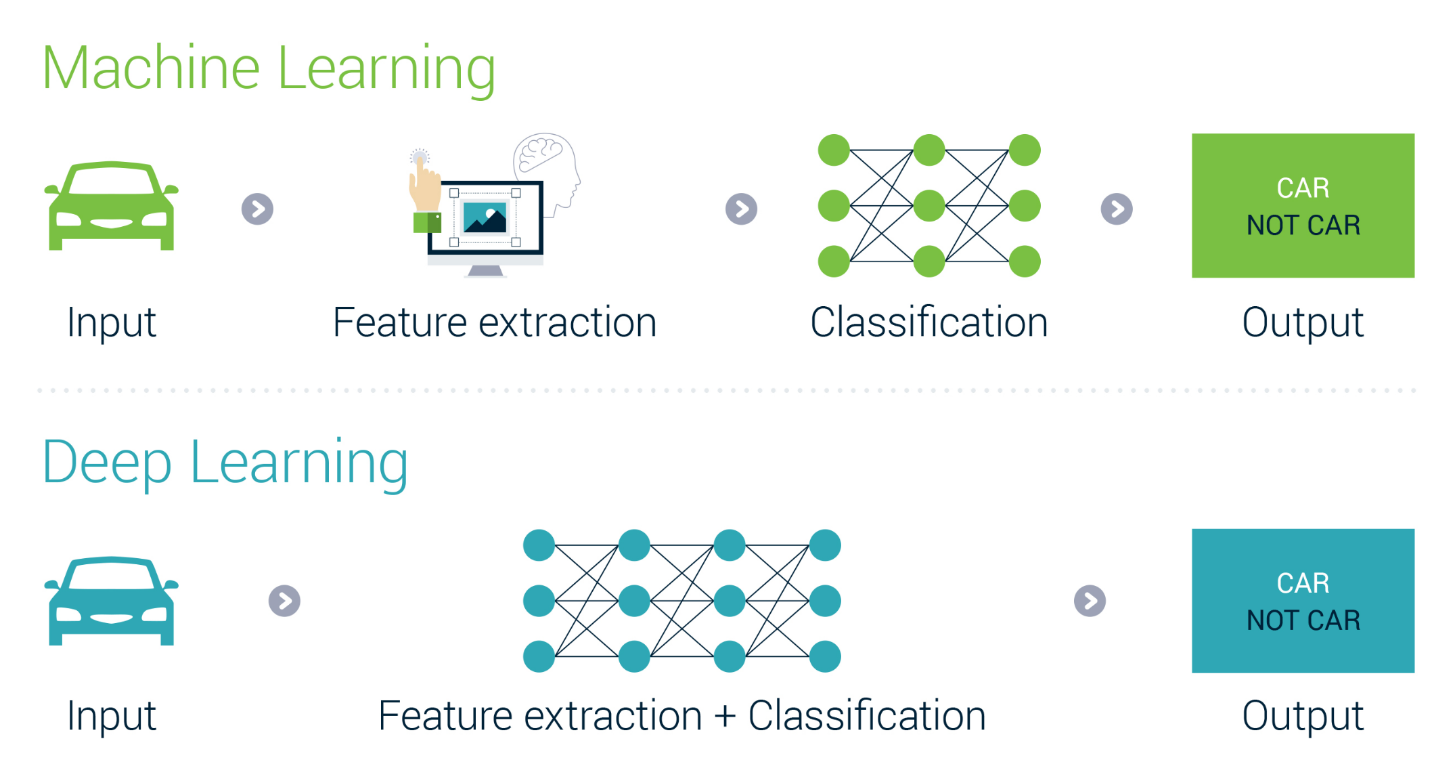 Machine Learning
CAR
NOT CAR
Input
Feature extraction
Classification
Output
Deep Learning
CAR
NOT CAR
Input
Feature extraction + Classification
Output